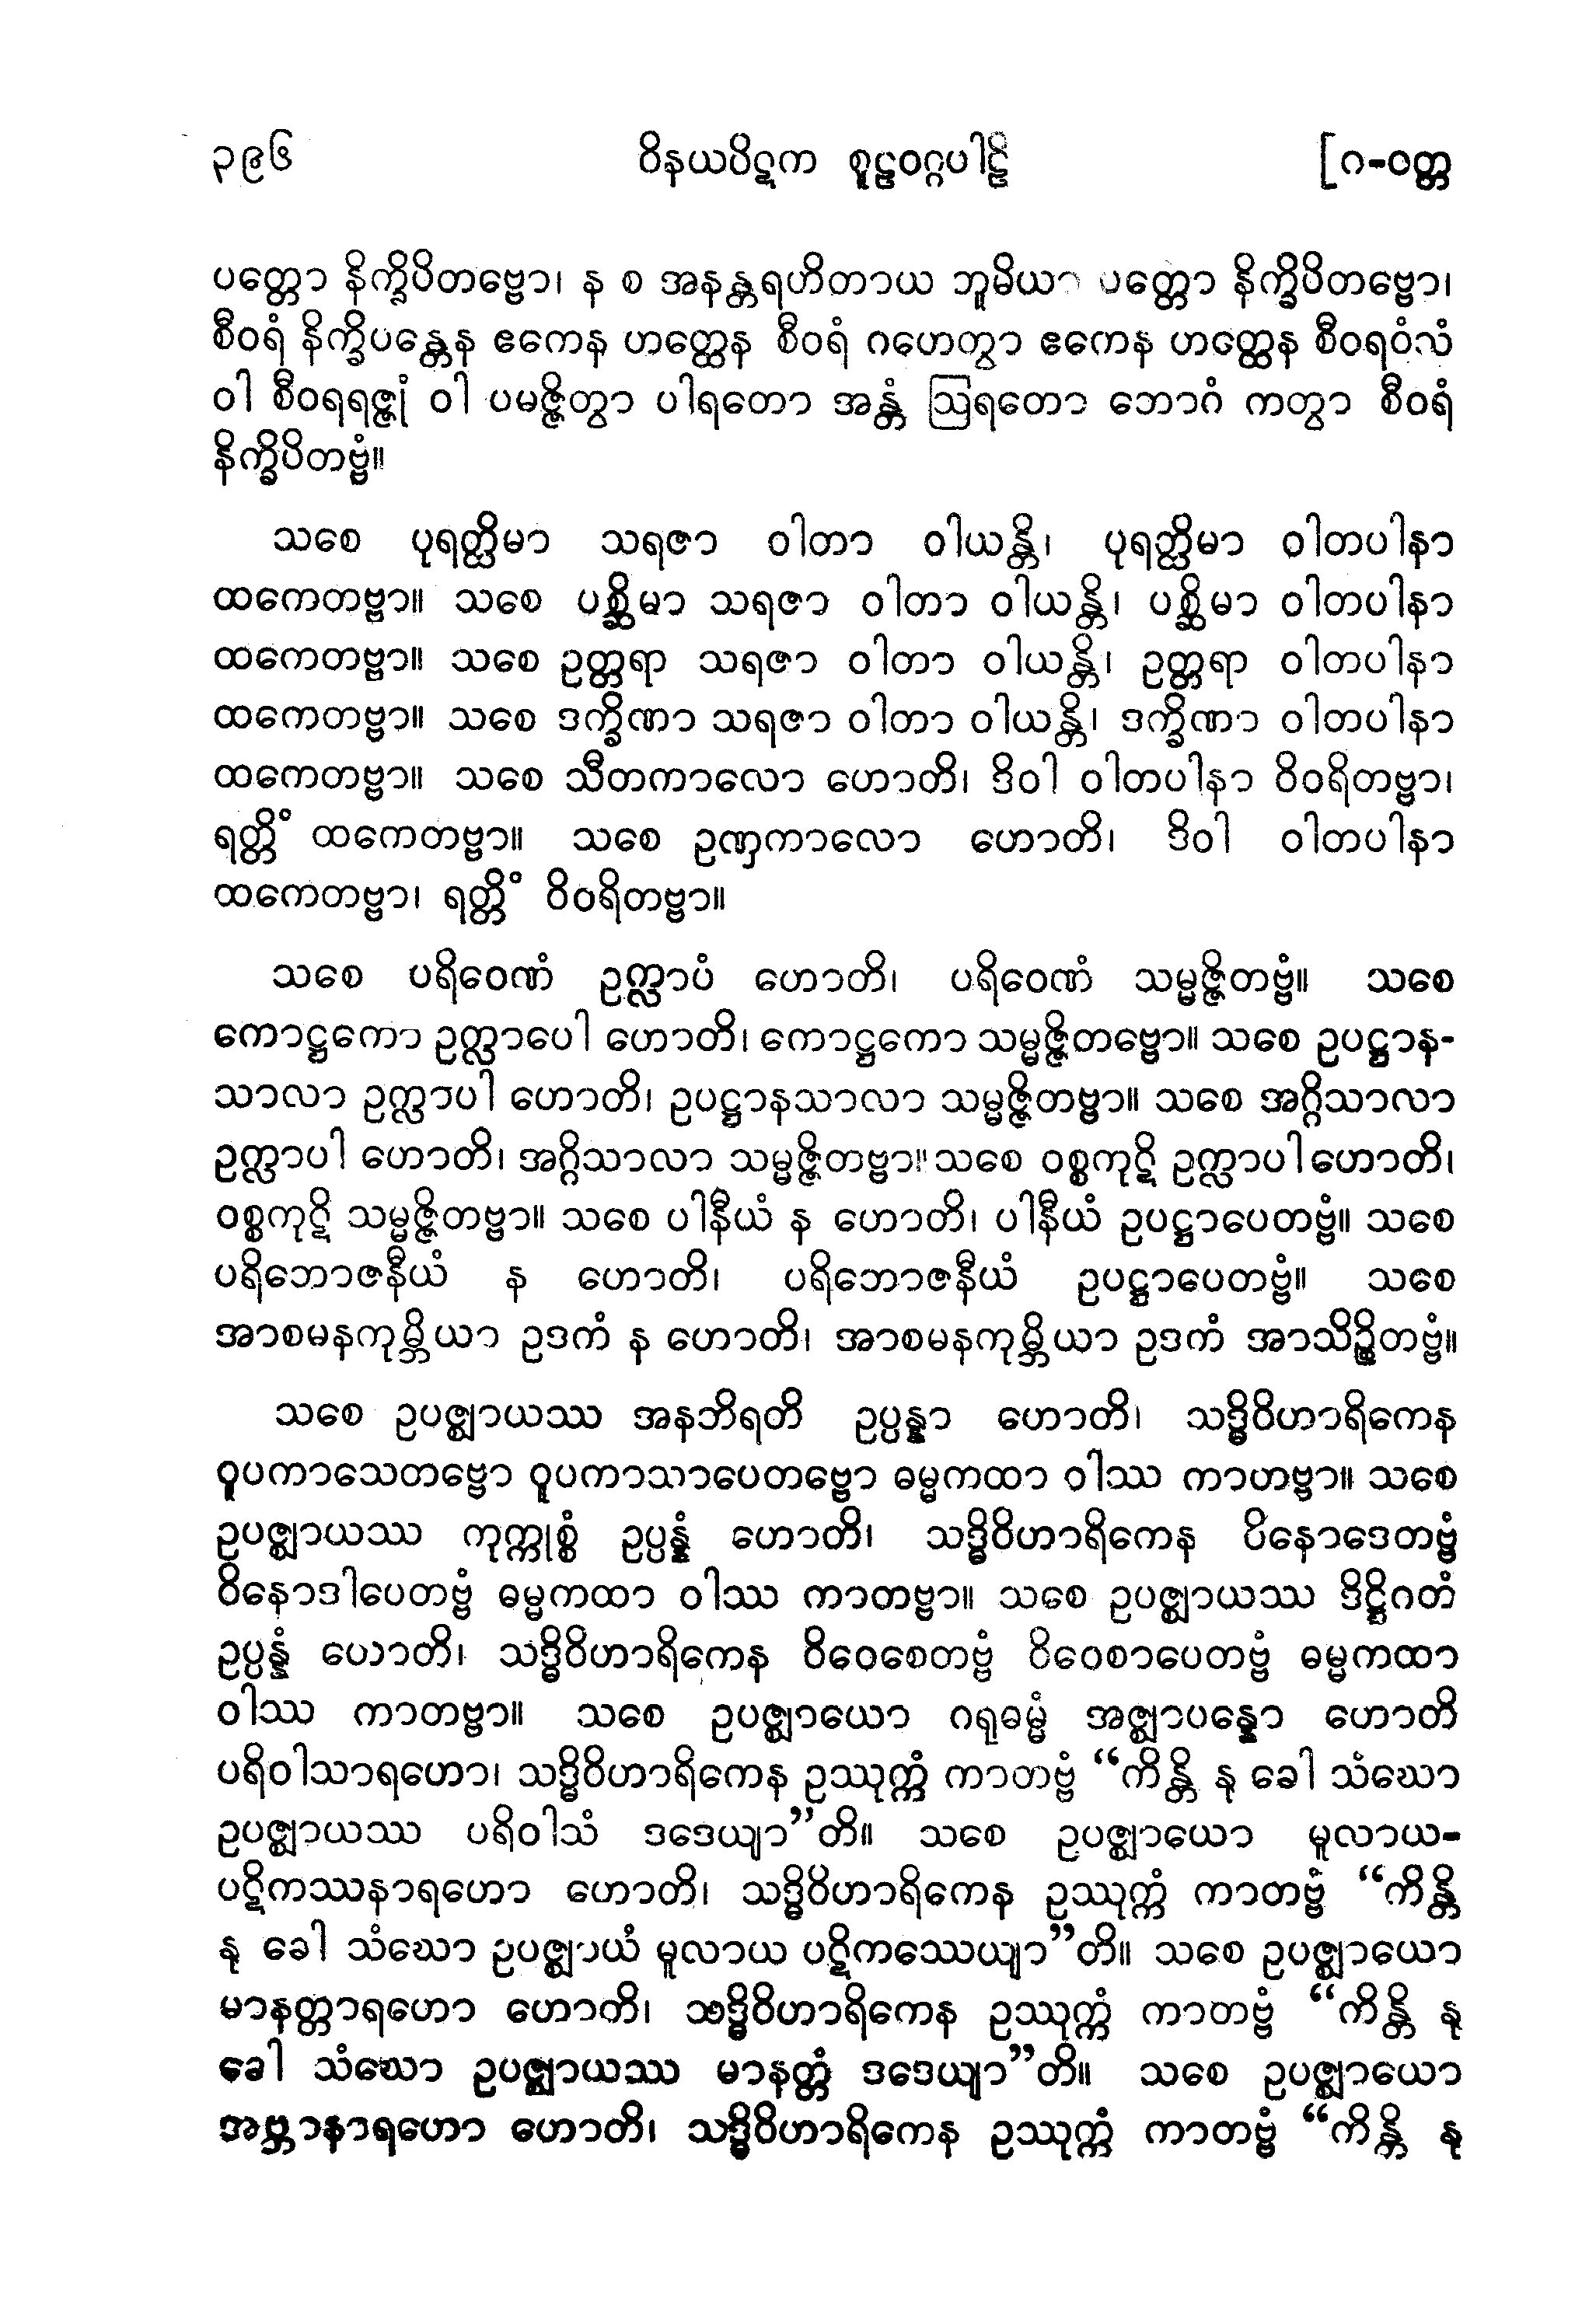 ၃၉၆ ဝိနယပိဋက စူဠဝဂ္ဂပါဠိ [ဂ-ဝတ္တ
ပတ္တော နိက္ခိပိတဗ္ဗော၊ န စ အနန္တရဟိတာယ ဘူမိယာ ပတ္တော နိက္ခိပိတဗ္ဗော၊
စီဝရံ နိက္ခိပန္တေန ဧကေန ဟတ္ထေန စီဝရံ ဂဟေတွာ ဧကေန ဟတ္ထေန စီဝရဝံသံ
ဝါ စီဝရရဇ္ဇုံ ဝါ ပမဇ္ဇိတွာ ပါရတော အန္တံ ဩရတော ဘောဂံ ကတွာ စီဝရံ
နိက္ခိပိတဗ္ဗံ။
သစေ ပုရတ္ထိမာ သရဇာ ဝါတာ ဝါယန္တိ၊ ပုရတ္ထိမာ ဝါတပါနာ
ထကေတဗ္ဗာ။ သစေ ပစ္ဆိမာ သရဇာ ဝါတာ ဝါယန္တိ၊ ပစ္ဆိမာ ဝါတပါနာ
ထကေတဗ္ဗာ။ သစေ ဥတ္တရာ သရဇာ ဝါတာ ဝါယန္တိ၊ ဥတ္တရာ ဝါတပါနာ
ထကေတဗ္ဗာ။ သစေ ဒက္ခိဏာ သရဇာ ဝါတာ ဝါယန္တိ၊ ဒက္ခိဏာ ဝါတပါနာ
ထကေတဗ္ဗာ။ သစေ သီတကာလော ဟောတိ၊ ဒိဝါ ဝါတပါနာ ဝိဝရိတဗ္ဗာ၊
ရတ္တိံ ထကေတဗ္ဗာ။ သစေ ဥဏှကာလော ဟောတိ၊ ဒိဝါ ဝါတပါနာ
ထကေတဗ္ဗာ၊ ရတ္တိံ ဝိဝရိတဗ္ဗာ။
သစေ ပရိဝေဏံ ဥက္လာပံ ဟောတိ၊ ပရိဝေဏံ သမ္မဇ္ဇိတဗ္ဗံ။ သစေ
ကောဋ္ဌကော ဥက္လာပေါ ဟောတိ၊ ကောဋ္ဌကော သမ္မဇ္ဇိတဗ္ဗော။ သစေ ဥပဋ္ဌာန-
သာလာ ဥက္လာပါ ဟောတိ၊ ဥပဋ္ဌာနသာလာ သမ္မဇ္ဇိတဗ္ဗာ။ သစေ အဂ္ဂိသာလာ
ဥက္လာပါ ဟောတိ၊ အဂ္ဂိသာလာ သမ္မဇ္ဇိတဗ္ဗာ။ သစေ ဝစ္စကုဋိ ဥက္လာပါ ဟောတိ၊
ဝစ္စကုဋိ သမ္မဇ္ဇိတဗ္ဗာ။ သစေ ပါနီယံ န ဟောတိ၊ ပါနီယံ ဥပဋ္ဌာပေတဗ္ဗံ။ သစေ
ပရိဘောဇနီယံ န ဟောတိ၊ ပရိဘောဇနီယံ ဥပဋ္ဌာပေတဗ္ဗံ။ သစေ
အာစမနကုမ္ဘိယာ ဥဒကံ န ဟောတိ၊ အာစမနကုမ္ဘိယာ ဥဒကံ အာသိဉ္စိတဗ္ဗံ။
သစေ ဥပဇ္ဈာယဿ အနဘိရတိ ဥပ္ပန္နာ ဟောတိ၊ သဒ္ဓိဝိဟာရိကေန
ဝူပကာသေတဗ္ဗော ဝူပကာသာပေတဗ္ဗော ဓမ္မကထာ ဝါဿ ကာတဗ္ဗာ။ သစေ
ဥပဇ္ဈာယဿ ကုက္ကုစ္စံ ဥပ္ပန္နံ ဟောတိ၊ သဒ္ဓိဝိဟာရိကေန ဝိနောဒေတဗ္ဗံ
ဝိနောဒါပေတဗ္ဗံ ဓမ္မကထာ ဝါဿ ကာတဗ္ဗာ။ သစေ ဥပဇ္ဈာယဿ ဒိဋ္ဌိဂတံ
ဥပ္ပန္နံ ဟောတိ၊ သဒ္ဓိဝိဟာရိကေန ဝိဝေစေတဗ္ဗံ ဝိဝေစာပေတဗ္ဗံ ဓမ္မကထာ
ဝါဿ ကာတဗ္ဗာ။ သစေ ဥပဇ္ဈာယော ဂရုဓမ္မံ အဇ္ဈာပန္နော ဟောတိ
ပရိဝါသာရဟော၊ သဒ္ဓိဝိဟာရိကေန ဥဿုက္ကံ ကာတဗ္ဗံ “ကိန္တိ နု ခေါ သံဃော
ဥပဇ္ဈာယဿ ပရိဝါသံ ဒဒေယျာ”တိ။ သစေ ဥပဇ္ဈာယော မူလာယ-
ပဋိကဿနာရဟော ဟောတိ၊ သဒ္ဓိဝိဟာရိကေန ဥဿုက္ကံ ကာတဗ္ဗံ “ကိန္တိ
နု ခေါ သံဃော ဥပဇ္ဈာယံ မူလာယ ပဋိကဿေယျာ”တိ။ သစေ ဥပဇ္ဈာယော
မာနတ္တာရဟော ဟောတိ၊ သဒ္ဓိဝိဟာရိကေန ဥဿုက္ကံ ကာတဗ္ဗံ “ကိန္တိ နု
ခေါ သံဃော ဥပဇ္ဈာယဿ မာနတ္တံ ဒဒေယျာ”တိ။ သစေ ဥပဇ္ဈာယော
အဗ္ဘာနာရဟော ဟောတိ၊ သဒ္ဓိဝိဟာရိကေန ဥဿုက္ကံ ကာတဗ္ဗံ “ကိန္တိ နု